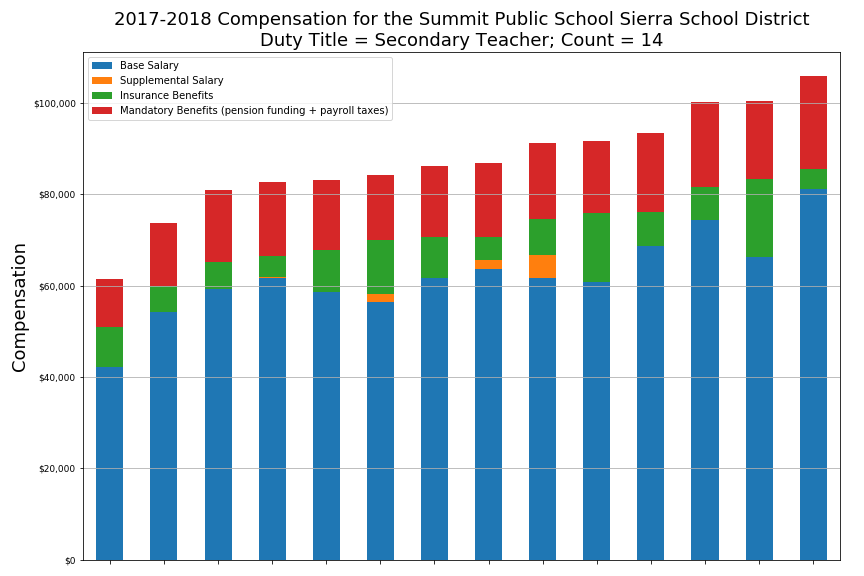 2017-2018 Compensation for the Summit Public School Sierra School District
Duty Title = Secondary Teacher; Count = 14
Base Salary
Supplemental Salary
Insurance Benefits
Mandatory Benefits (pension funding + payroll taxes)
$100,000
$80,000
$60,000
$40,000
$20,000
$0
Compensation